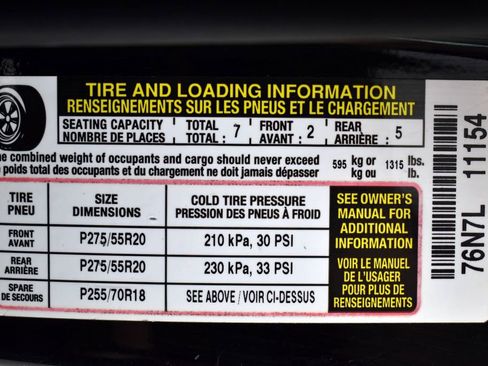 TIRE AND LOADING INFORMATION
RENSEIGNEMENTS SUR LES PNEUS ET LE CHARGEMENT
SEATING CAPACITY TOTAL 7 FRONT 2 REAR 5
NOMBRE DE PLACES TOTAL : AVANT : ARRIÈRE :
he combined weight of occupants and cargo should never exceed 595 kg or 1315 lbs.
poids total des occupants et du chargement ne doit jamais dépasser kg ou lb.
TIRE SIZE COLD TIRE PRESSURE
PNEU DIMENSIONS PRESSION DES PNEUS À FROID
FRONT
AVANT P275/55R20 210 kPa, 30 PSI
REAR
ARRIÈRE P275/55R20 230 kPa, 33 PSI
SPARE
DE SECOURS P255/70R18 SEE ABOVE / VOIR CI-DESSUS
SEE OWNER'S
MANUAL FOR
ADDITIONAL
INFORMATION
VOIR LE MANUEL
DE L'USAGER
POUR PLUS DE
RENSEIGNEMENTS
76N7L 11154